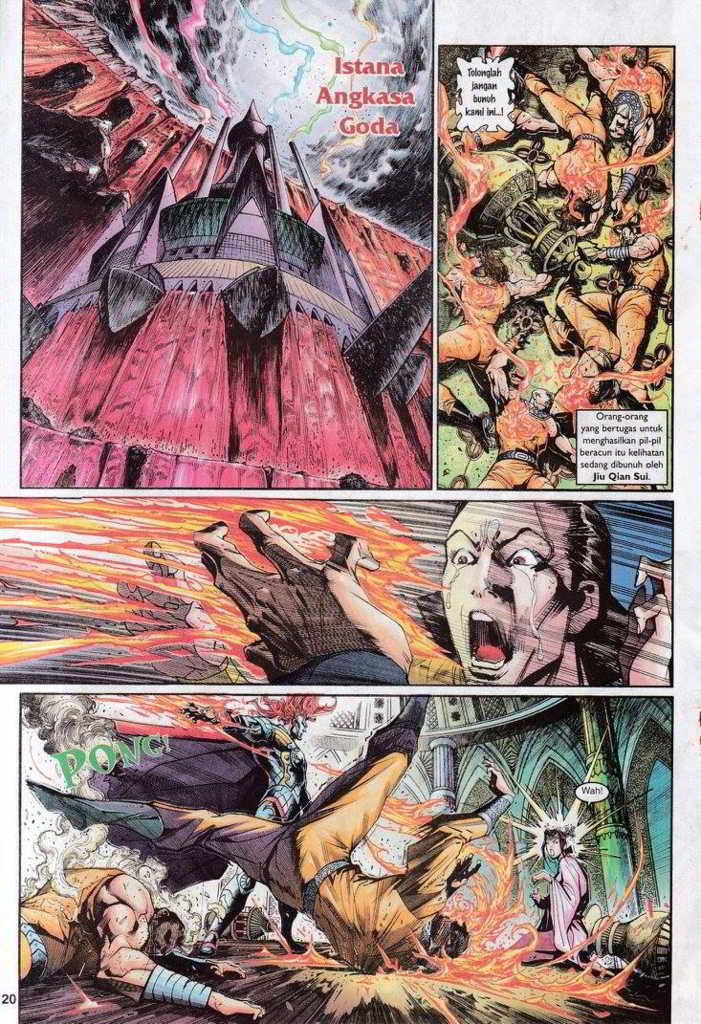 Istana
Angkasa
Goda
Tolonglah
jangan
bunuh
kami ini...!
Orang-orang
yang bertugas untuk
menghasilkan pil-pil
beracun itu kelihatan
sedang dibunuh oleh
Jiu Qian Sui.
PONG!
Wah!
20